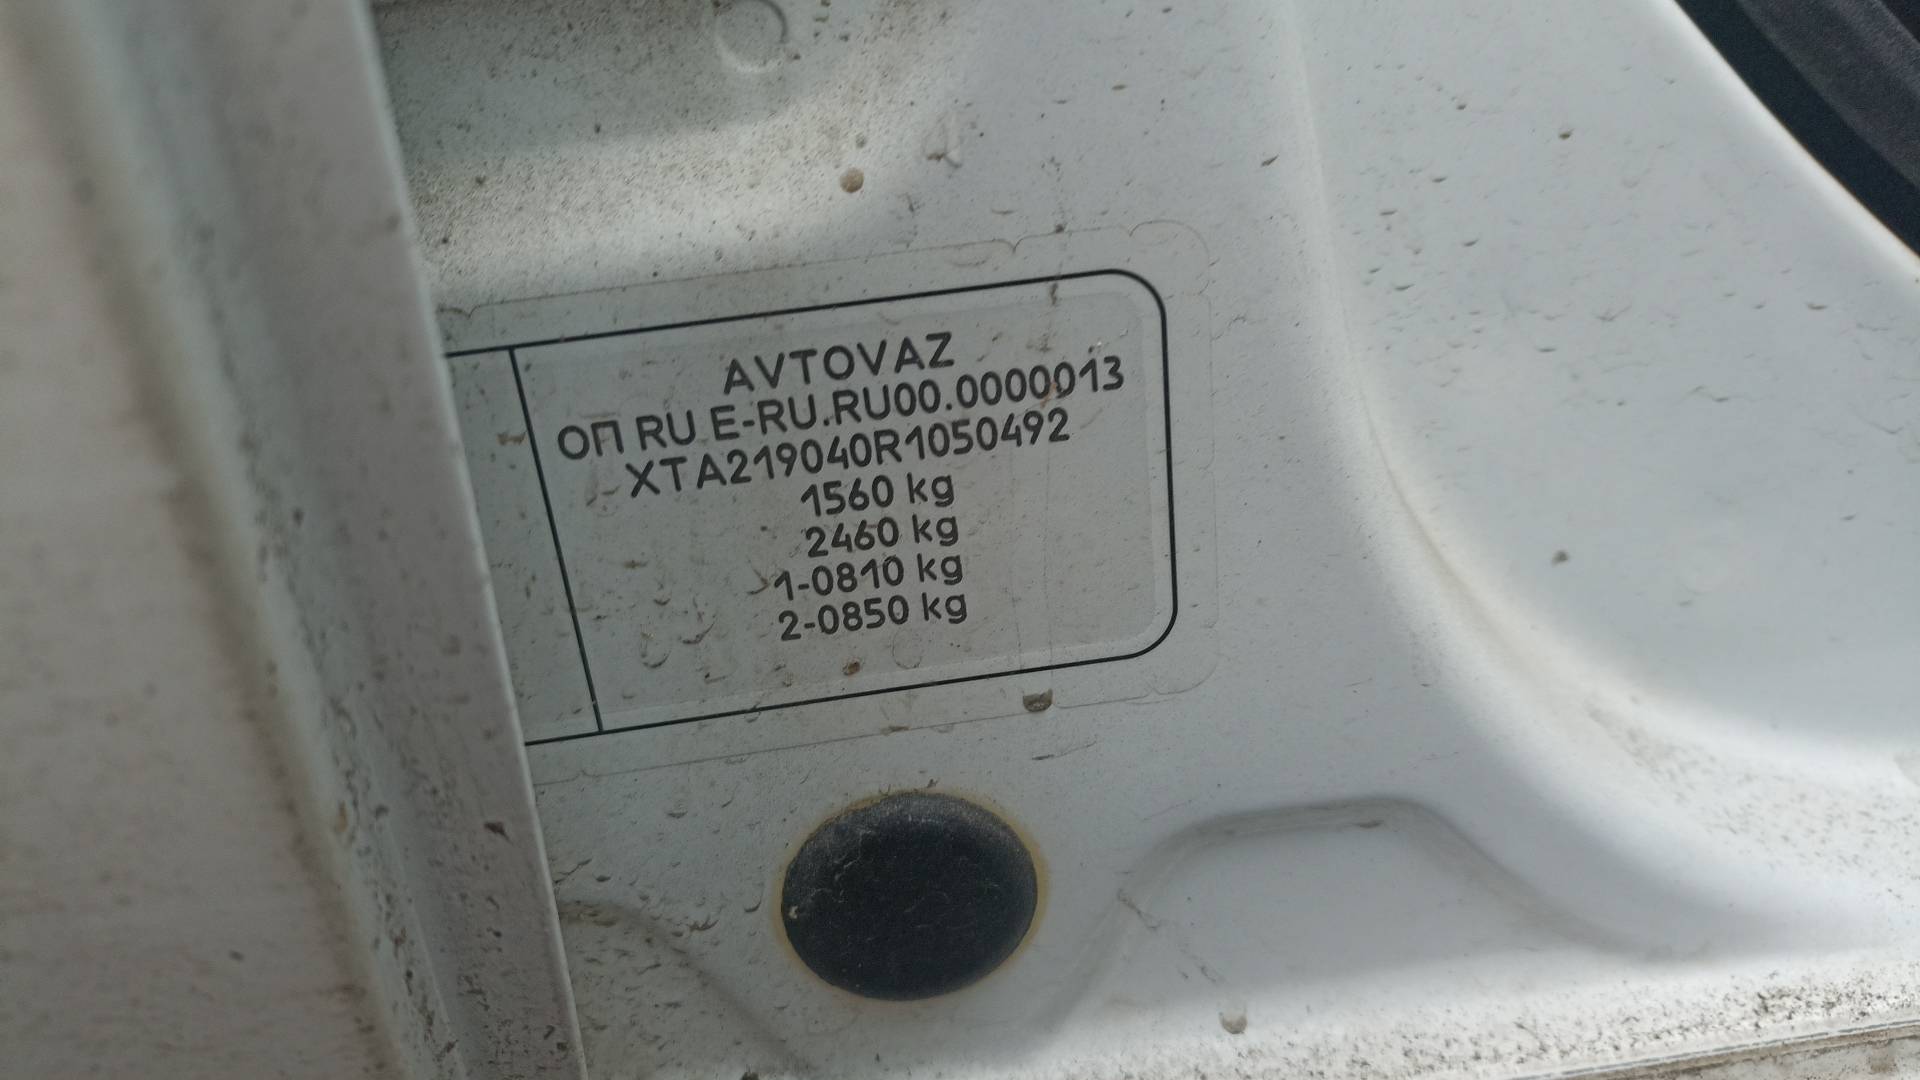 AVTOVAZ
ОП RU E-RU.RU00.0000013
XTA219040R1050492
1560 kg
2460 kg
1-0810 kg
2-0850 kg